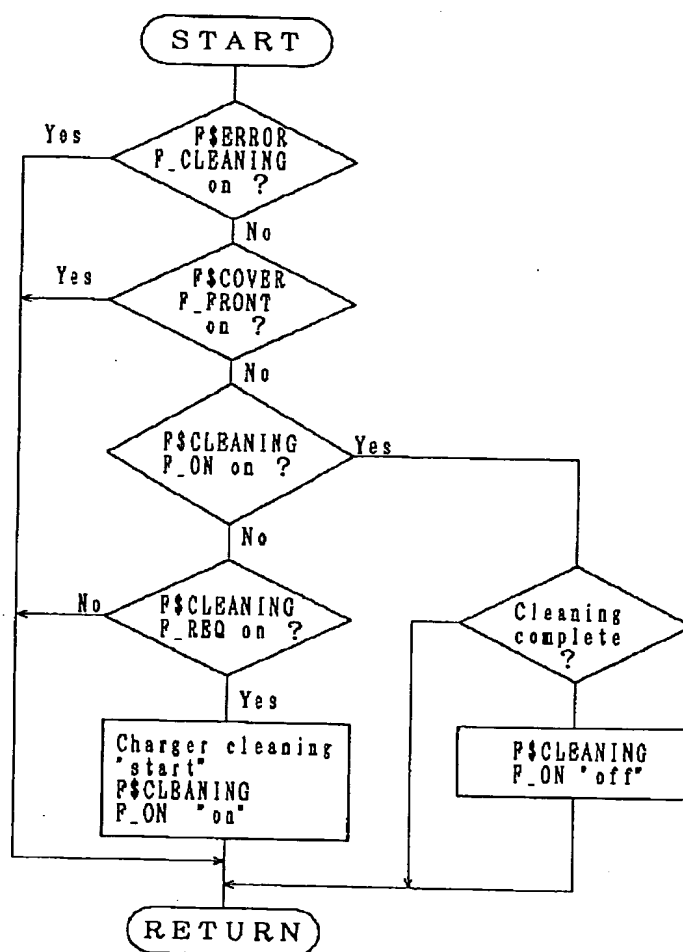 START
Yes
F$ERROR
F_CLEANING
on ?
No
Yes
F$COVER
F_FRONT
on ?
No
F$CLEANING
F_ON on ?
Yes
No
No
F$CLEANING
F_REQ on ?
Cleaning
complete
?
Yes
Charger cleaning
"start"
F$CLEANING
F_ON "on"
F$CLEANING
F_ON "off"
RETURN